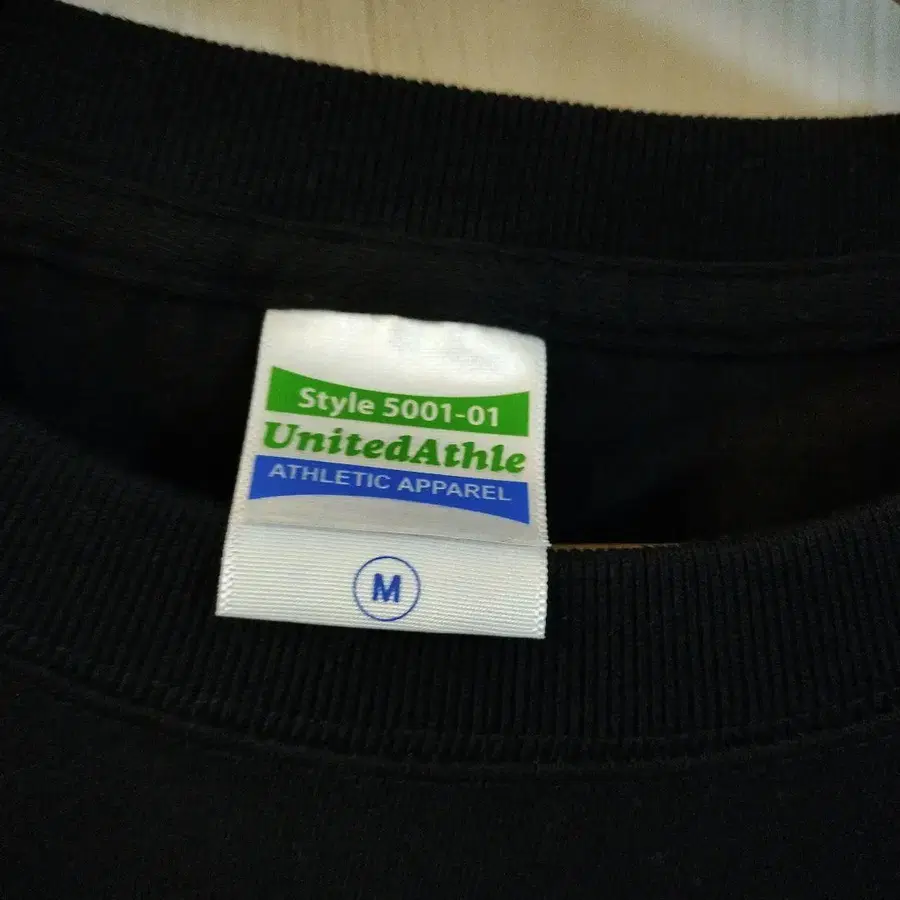 Style 5001-01
UnitedAthle
ATHLETIC APPAREL
M